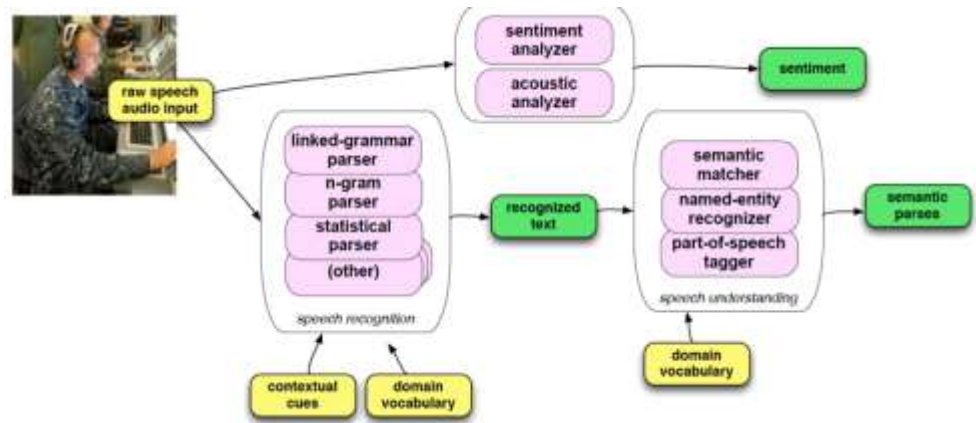 raw speech
audio input
sentiment
analyzer
acoustic
analyzer
sentiment
linked-grammar
parser
n-gram
parser
statistical
parser
(other)
speech recognition
contextual
cues
domain
vocabulary
recognized
text
semantic
matcher
named-entity
recognizer
part-of-speech
tagger
speech understanding
domain
vocabulary
semantic
parses